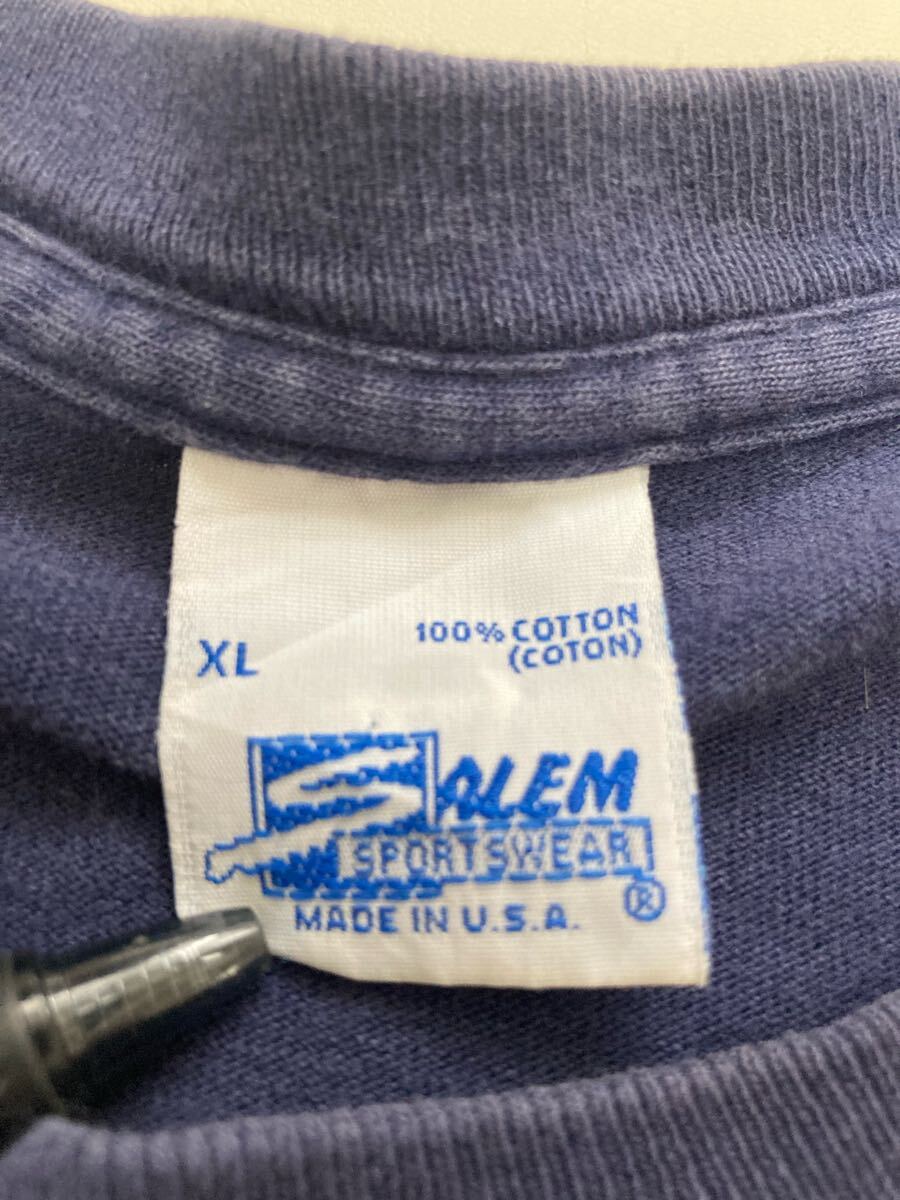 XL
100% COTTON
(COTON)
SALEM
SPORTSWEAR
®
MADE IN U.S.A.